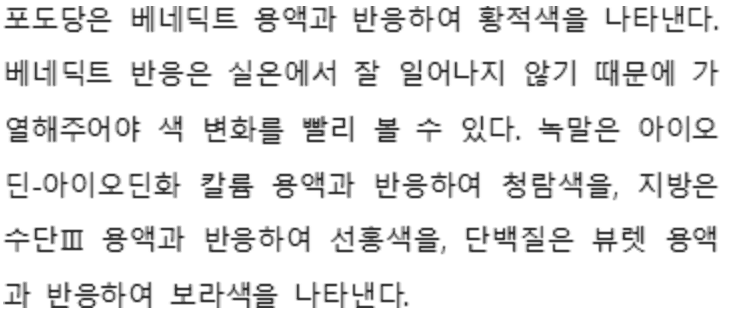 포도당은 베네딕트 용액과 반응하여 황적색을 나타낸다.
베네딕트 반응은 실온에서 잘 일어나지 않기 때문에 가
열해주어야 색 변화를 빨리 볼 수 있다. 녹말은 아이오
딘-아이오딘화 칼륨 용액과 반응하여 청람색을, 지방은
수단Ⅲ 용액과 반응하여 선홍색을, 단백질은 뷰렛 용액
과 반응하여 보라색을 나타낸다.